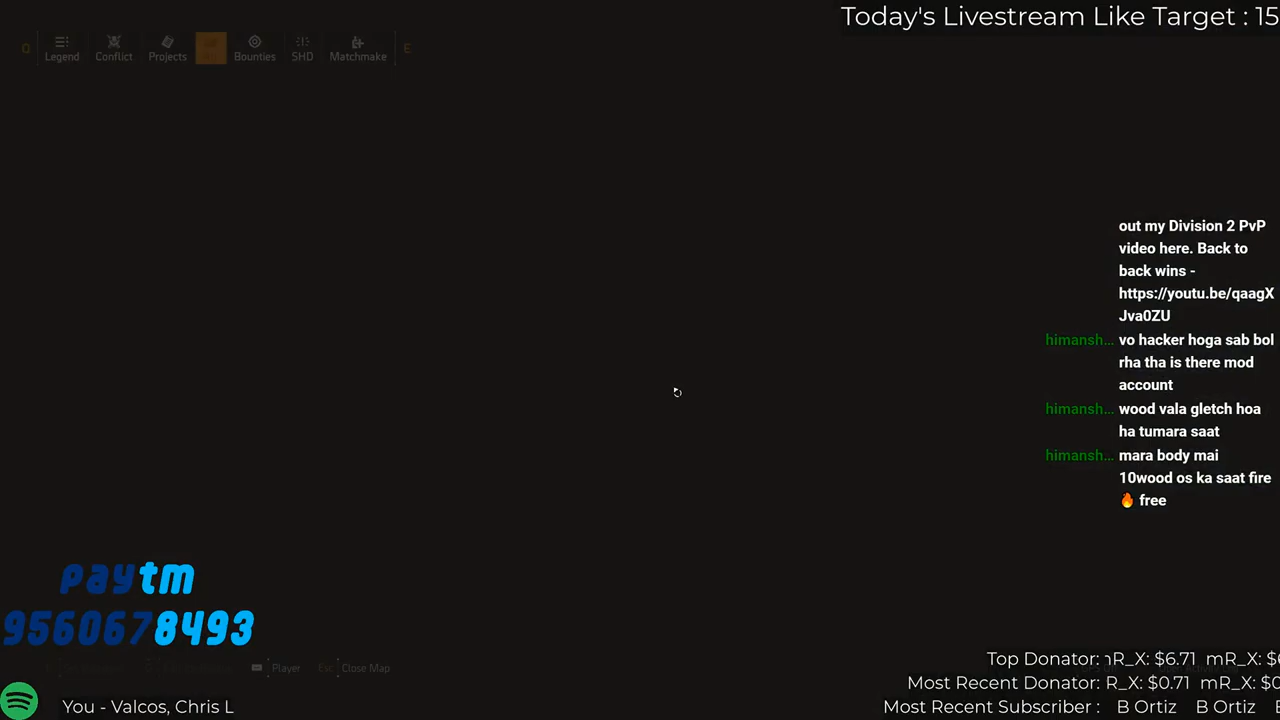 Today's Livestream Like Target : 15
Q
Legend
Conflict
Projects
Bounties
SHD
Matchmake
E
out my Division 2 PvP
video here. Back to
back wins -
https://youtu.be/qaagX
Jva0ZU
himansh... vo hacker hoga sab bol
rha tha is there mod
account
himansh... wood vala gletch hoa
ha tumara saat
himansh... mara body mai
10wood os ka saat fire
🔥 free
paytm
9560678493
Player
Esc Close Map
Top Donator: nR_X: $6.71 mR_X: $6
Most Recent Donator: R_X: $0.71 mR_X: $0
You - Valcos, Chris L
Most Recent Subscriber : B Ortiz B Ortiz